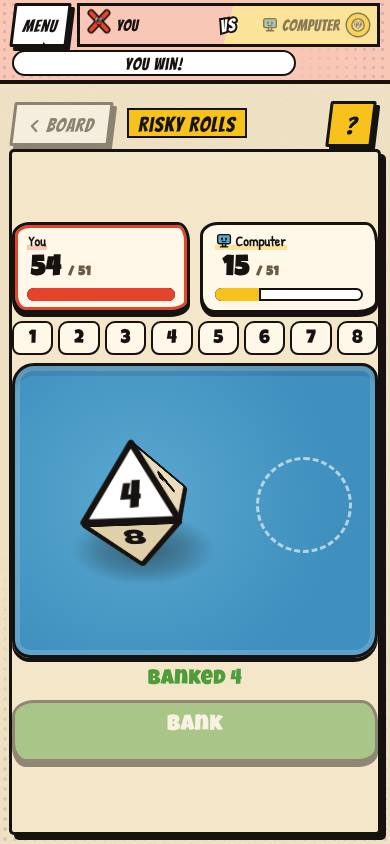 MENU
YOU
VS
COMPUTER
YOU WIN!
< BOARD
RISKY ROLLS
?
You
54 / 51
Computer
15 / 51
1 2 3 4 5 6 7 8
4
8
BANKED 4
BANK